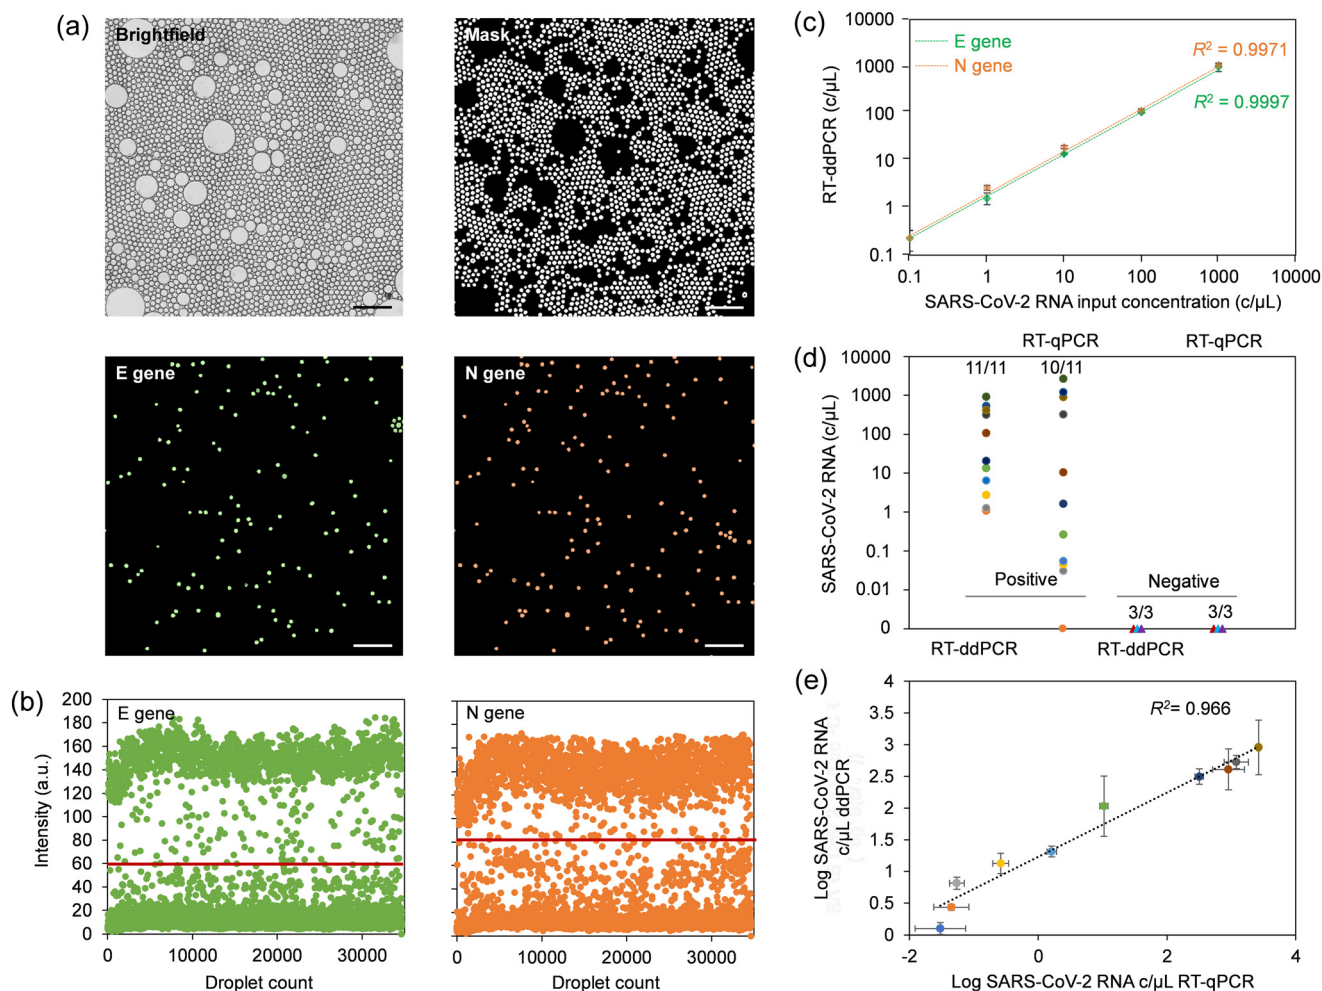 (a)
Brightfield
Mask
E gene
N gene
(b)
200
180
160
140
120
100
80
60
40
20
0
Intensity (a.u.)
E gene
0
10000
20000
30000
Droplet count
N gene
0
10000
20000
30000
Droplet count
(c)
10000
1000
100
10
1
0.1
RT-ddPCR (c/µL)
E gene
N gene
R² = 0.9971
R² = 0.9997
0.1
1
10
100
1000
10000
SARS-CoV-2 RNA input concentration (c/µL)
(d)
RT-qPCR
RT-qPCR
10000
1000
100
10
1
0.1
0.01
0
SARS-CoV-2 RNA (c/µL)
11/11
10/11
Positive
Negative
3/3
3/3
RT-ddPCR
RT-ddPCR
(e)
4
3.5
3
2.5
2
1.5
1
0.5
0
Log SARS-CoV-2 RNA
c/µL ddPCR
R²= 0.966
-2
0
2
4
Log SARS-CoV-2 RNA c/µL RT-qPCR